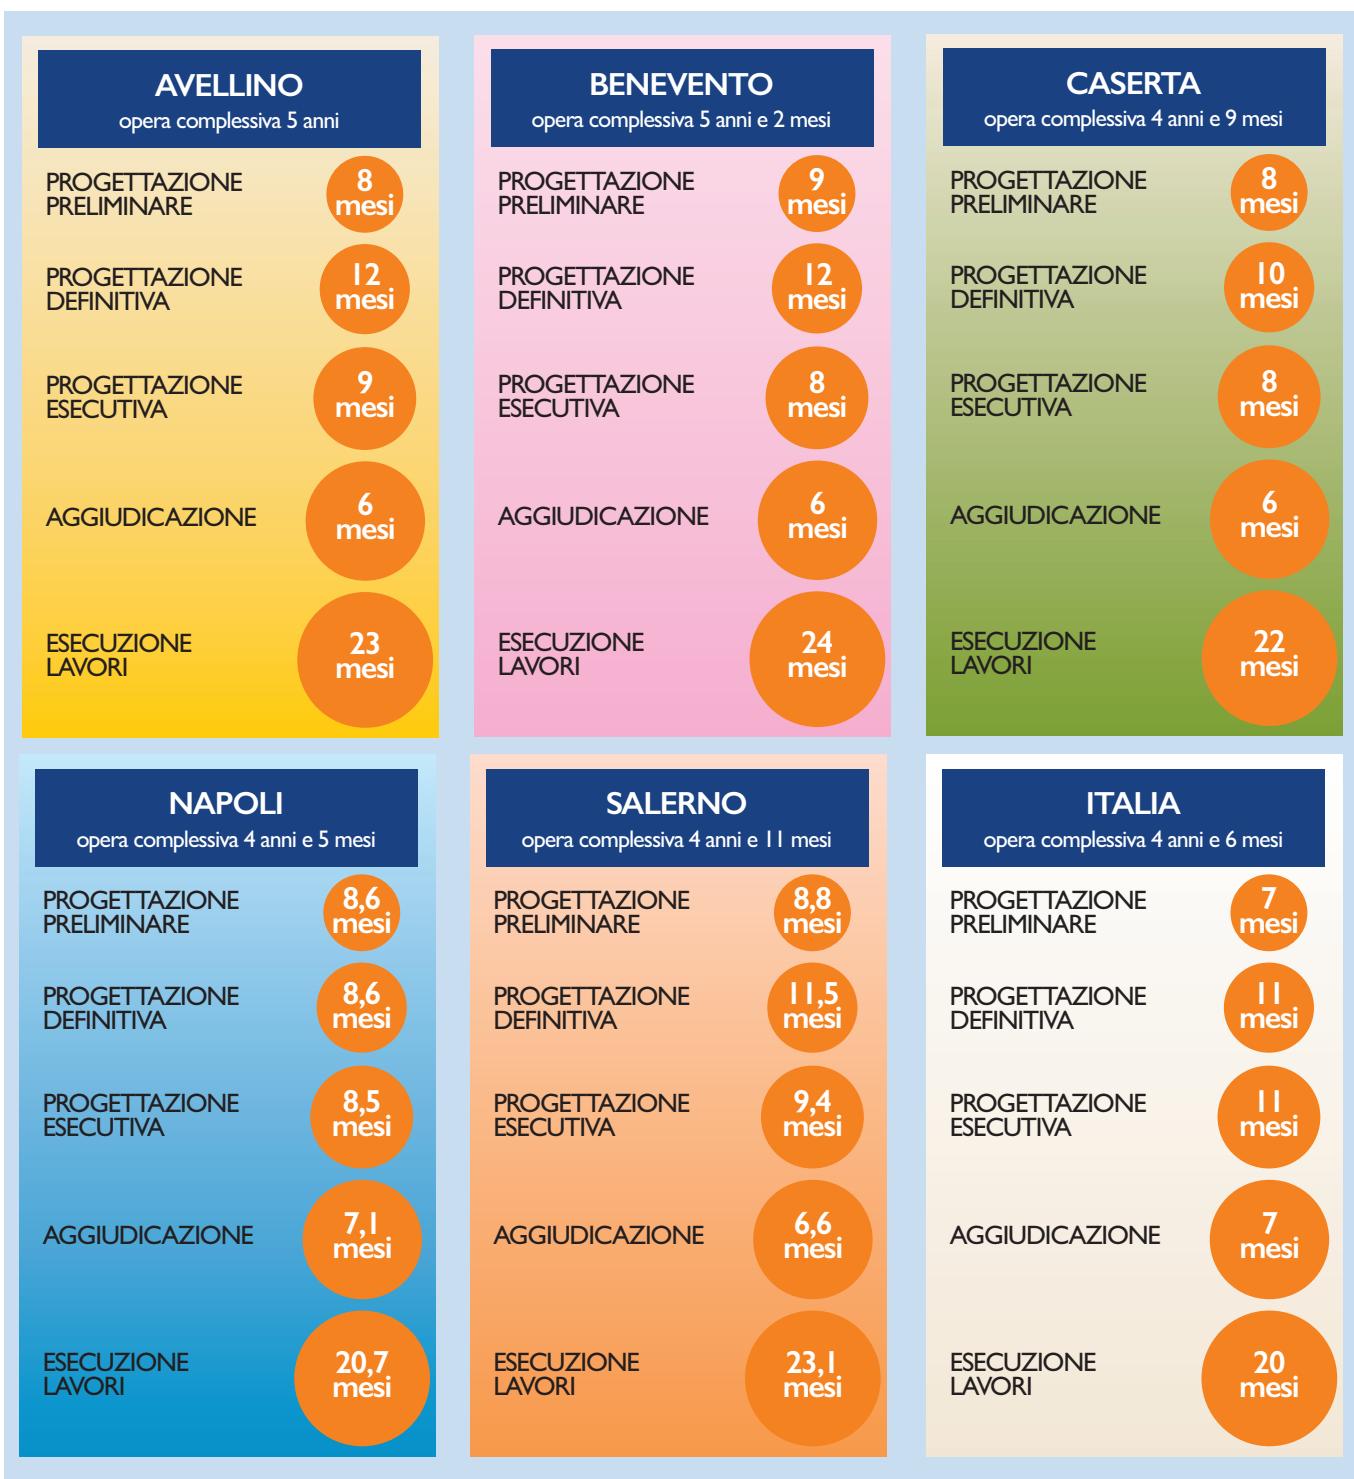 AVELLINO
opera complessiva 5 anni
PROGETTAZIONE
PRELIMINARE
8
mesi
PROGETTAZIONE
DEFINITIVA
12
mesi
PROGETTAZIONE
ESECUTIVA
9
mesi
AGGIUDICAZIONE
6
mesi
ESECUZIONE
LAVORI
23
mesi
BENEVENTO
opera complessiva 5 anni e 2 mesi
PROGETTAZIONE
PRELIMINARE
9
mesi
PROGETTAZIONE
DEFINITIVA
12
mesi
PROGETTAZIONE
ESECUTIVA
8
mesi
AGGIUDICAZIONE
6
mesi
ESECUZIONE
LAVORI
24
mesi
CASERTA
opera complessiva 4 anni e 9 mesi
PROGETTAZIONE
PRELIMINARE
8
mesi
PROGETTAZIONE
DEFINITIVA
10
mesi
PROGETTAZIONE
ESECUTIVA
8
mesi
AGGIUDICAZIONE
6
mesi
ESECUZIONE
LAVORI
22
mesi
NAPOLI
opera complessiva 4 anni e 5 mesi
PROGETTAZIONE
PRELIMINARE
8,6
mesi
PROGETTAZIONE
DEFINITIVA
8,6
mesi
PROGETTAZIONE
ESECUTIVA
8,5
mesi
AGGIUDICAZIONE
7,1
mesi
ESECUZIONE
LAVORI
20,7
mesi
SALERNO
opera complessiva 4 anni e 11 mesi
PROGETTAZIONE
PRELIMINARE
8,8
mesi
PROGETTAZIONE
DEFINITIVA
11,5
mesi
PROGETTAZIONE
ESECUTIVA
9,4
mesi
AGGIUDICAZIONE
6,6
mesi
ESECUZIONE
LAVORI
23,1
mesi
ITALIA
opera complessiva 4 anni e 6 mesi
PROGETTAZIONE
PRELIMINARE
7
mesi
PROGETTAZIONE
DEFINITIVA
11
mesi
PROGETTAZIONE
ESECUTIVA
11
mesi
AGGIUDICAZIONE
7
mesi
ESECUZIONE
LAVORI
20
mesi